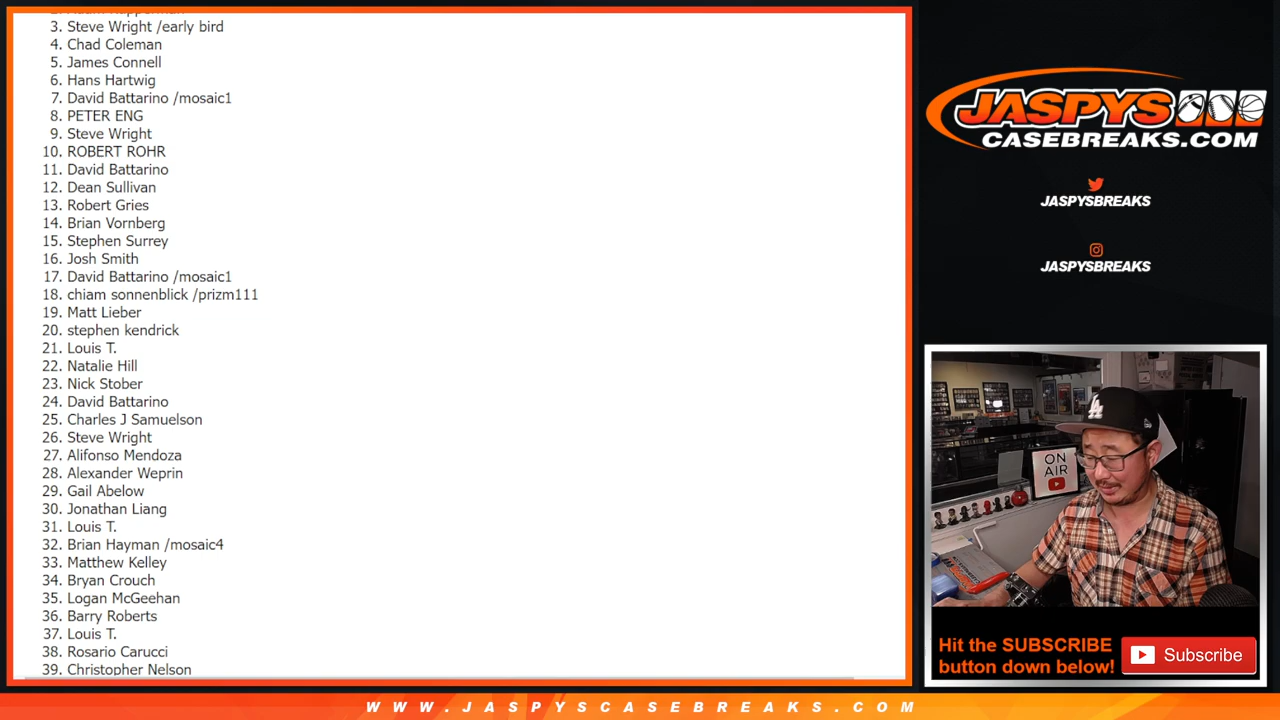 3. Steve Wright /early bird
4. Chad Coleman
5. James Connell
6. Hans Hartwig
7. David Battarino /mosaic1
8. PETER ENG
9. Steve Wright
10. ROBERT ROHR
11. David Battarino
12. Dean Sullivan
13. Robert Gries
14. Brian Vornberg
15. Stephen Surrey
16. Josh Smith
17. David Battarino /mosaic1
18. chiam sonnenblick /prizm111
19. Matt Lieber
20. stephen kendrick
21. Louis T.
22. Natalie Hill
23. Nick Stober
24. David Battarino
25. Charles J Samuelson
26. Steve Wright
27. Alifonso Mendoza
28. Alexander Weprin
29. Gail Abelow
30. Jonathan Liang
31. Louis T.
32. Brian Hayman /mosaic4
33. Matthew Kelley
34. Bryan Crouch
35. Logan McGeehan
36. Barry Roberts
37. Louis T.
38. Rosario Carucci
39. Christopher Nelson
JASPYS
CASEBREAKS.COM
JASPYSBREAKS
JASPYSBREAKS
LA
ON
AIR
Hit the SUBSCRIBE
button down below!
Subscribe
WWW.JASPYSCASEBREAKS.COM